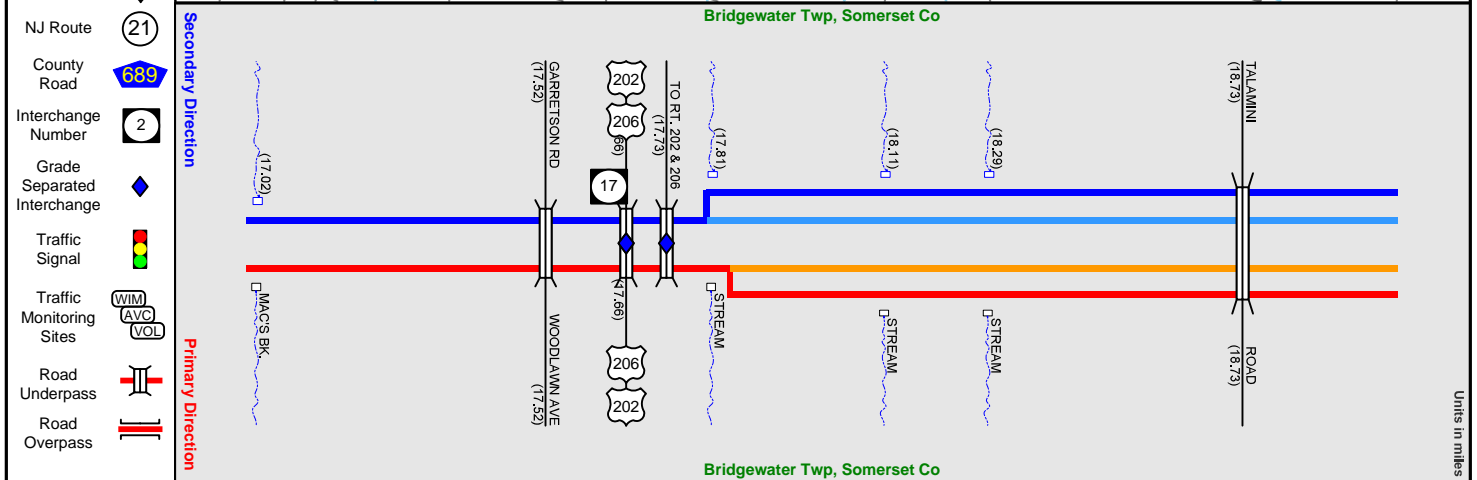 NJ Route
21
County
Road
689
Interchange
Number
2
Grade
Separated
Interchange
Traffic
Signal
Traffic
Monitoring
Sites
WIM
AVC
VOL
Road
Underpass
Road
Overpass
Secondary Direction
Primary Direction
Bridgewater Twp, Somerset Co
(17.02)
GARRETSON RD
(17.52)
202
206
66)
17
TO RT. 202 & 206
(17.73)
(17.81)
(18.11)
(18.29)
TALAMINI
(18.73)
MAC'S BK.
WOODLAWN AVE
(17.52)
(17.66)
206
202
STREAM
STREAM
STREAM
ROAD
(18.73)
Bridgewater Twp, Somerset Co
Units in miles